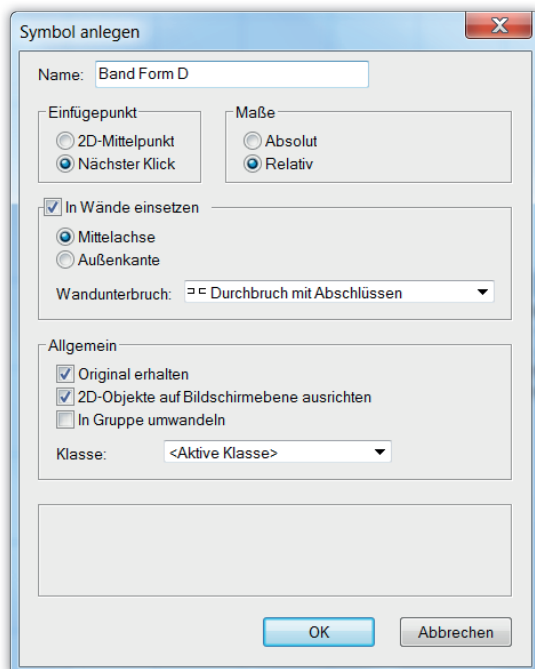 Symbol anlegen
Name: Band Form D
Einfügepunkt
2D-Mittelpunkt
Nächster Klick
Maße
Absolut
Relativ
In Wände einsetzen
Mittelachse
Außenkante
Wandunterbruch: Durchbruch mit Abschlüssen
Allgemein
Original erhalten
2D-Objekte auf Bildschirmebene ausrichten
In Gruppe umwandeln
Klasse: <Aktive Klasse>
OK Abbrechen